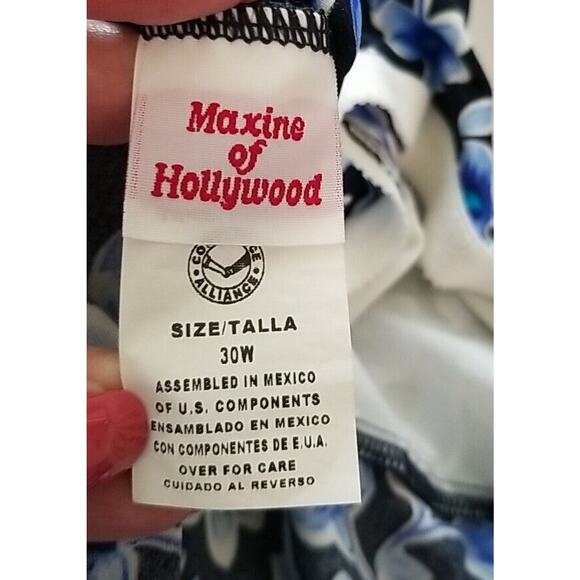 Maxine
of
Hollywood
ALLIANCE
SIZE/TALLA
30W
ASSEMBLED IN MEXICO
OF U.S. COMPONENTS
ENSAMBLADO EN MEXICO
CON COMPONENTES DE E.U.A.
OVER FOR CARE
CUIDADO AL REVERSO